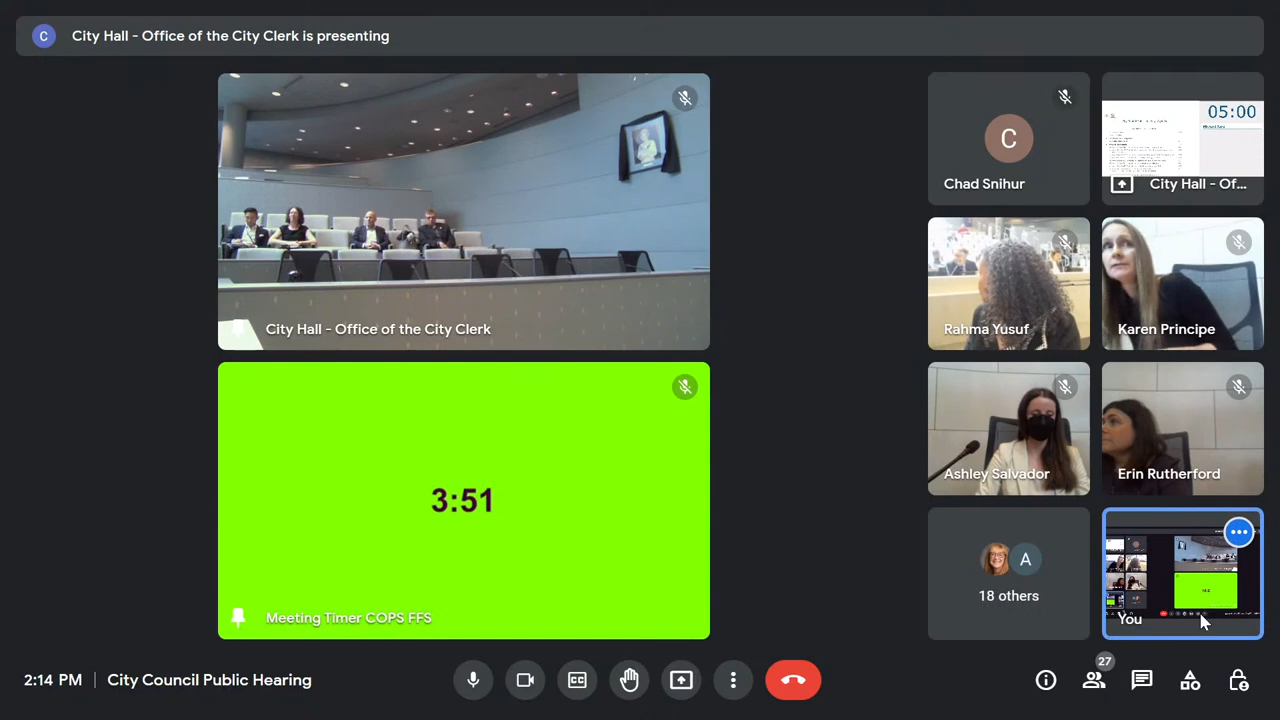 C
City Hall - Office of the City Clerk is presenting
City Hall - Office of the City Clerk
3:51
Meeting Timer COPS FFS
C
Chad Snihur
05:00
City Hall - Of...
Rahma Yusuf
Karen Principe
Ashley Salvador
Erin Rutherford
A
18 others
You
2:14 PM | City Council Public Hearing
CC
27